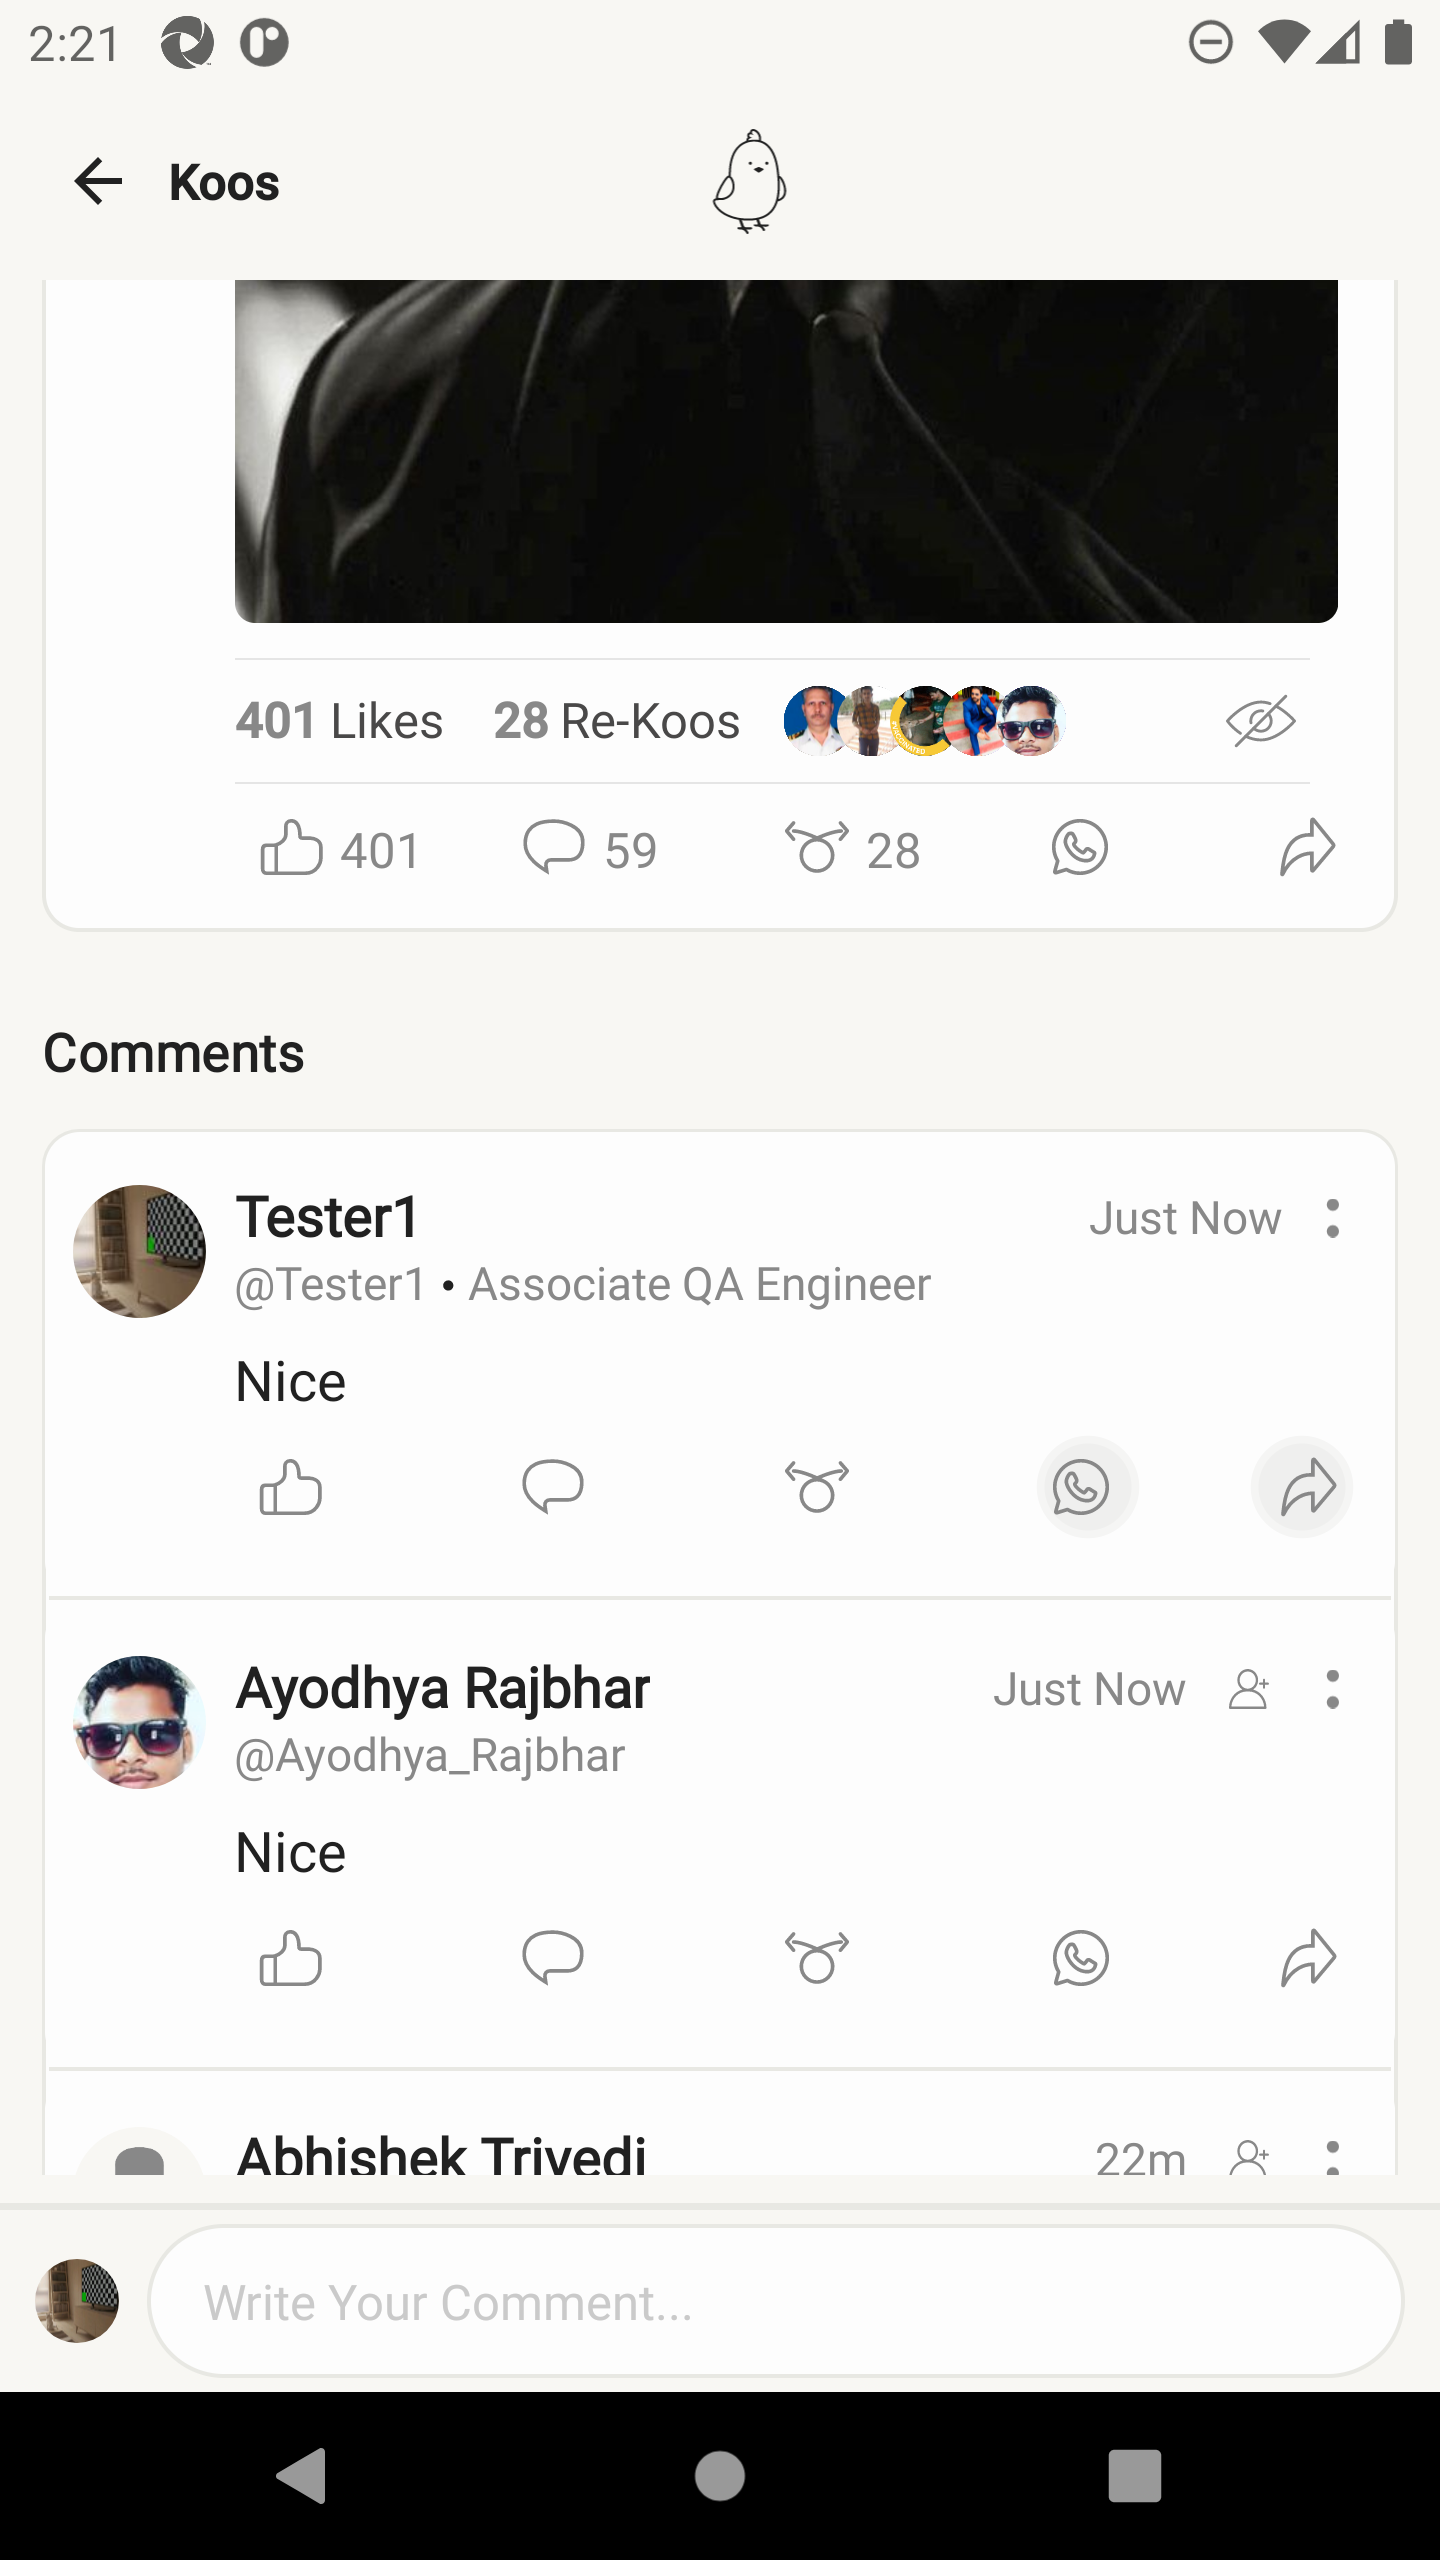 2:21
Koos
401 Likes 28 Re-Koos
401 59 28
Comments
Tester1 Just Now
@Tester1 • Associate QA Engineer
Nice
Ayodhya Rajbhar Just Now
@Ayodhya_Rajbhar
Nice
Abhishek Trivedi 22m
Write Your Comment...